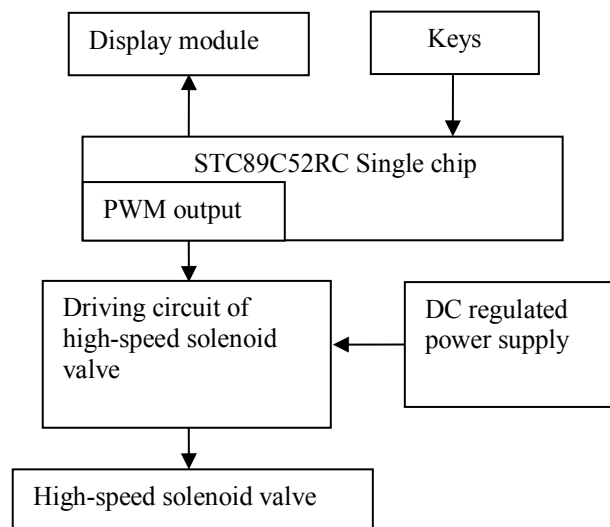 Display module
Keys
STC89C52RC Single chip
PWM output
Driving circuit of
high-speed solenoid
valve
DC regulated
power supply
High-speed solenoid valve